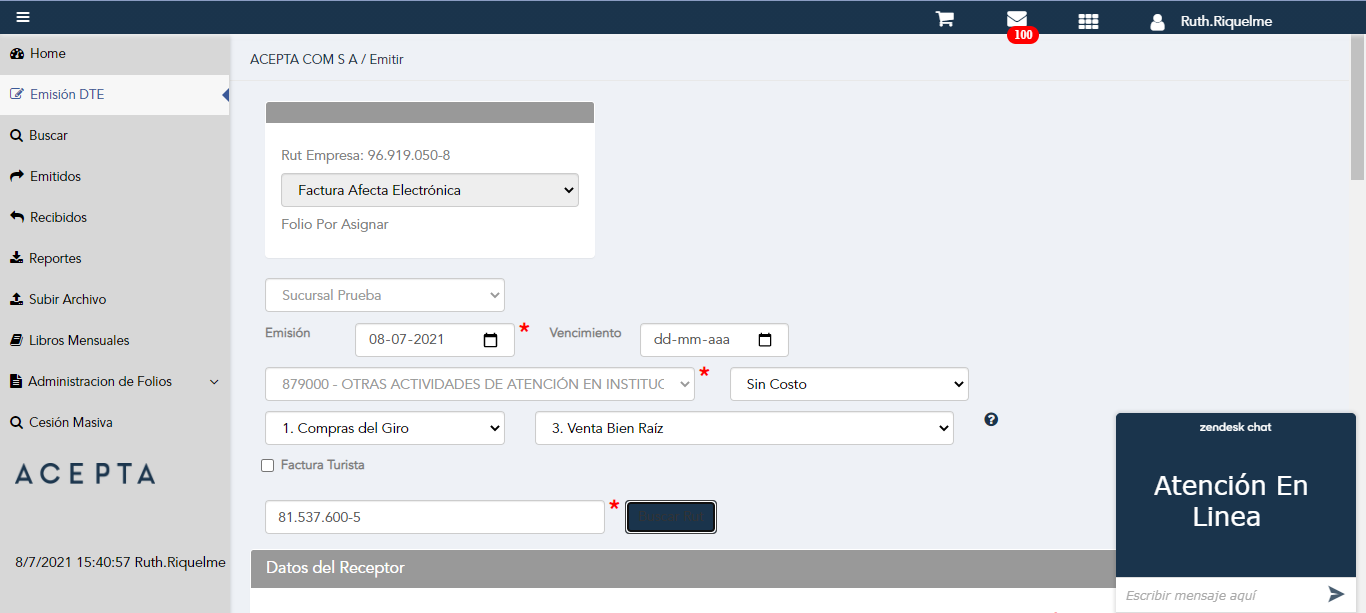 Ruth.Riquelme
100
Home
ACEPTA COM S A / Emitir
Emisión DTE
Buscar
Emitidos
Recibidos
Reportes
Subir Archivo
Libros Mensuales
Administracion de Folios
Cesión Masiva
ACEPTA
8/7/2021 15:40:57 Ruth.Riquelme
Rut Empresa: 96.919.050-8
Factura Afecta Electrónica
Folio Por Asignar
Sucursal Prueba
Emisión 08-07-2021 * Vencimiento dd-mm-aaa
879000 - OTRAS ACTIVIDADES DE ATENCIÓN EN INSTITUC * Sin Costo
1. Compras del Giro 3. Venta Bien Raíz ?
Factura Turista
81.537.600-5 *
Datos del Receptor
zendesk chat
Atención En
Linea
Escribir mensaje aquí